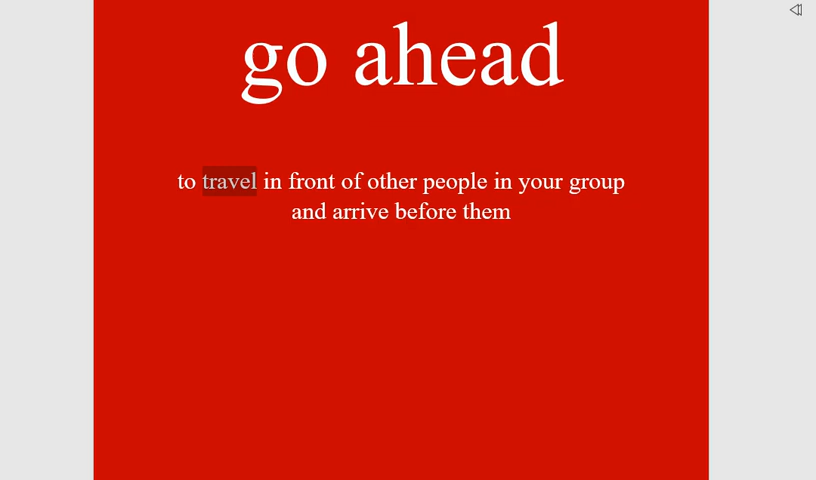 go ahead
to travel in front of other people in your group
and arrive before them